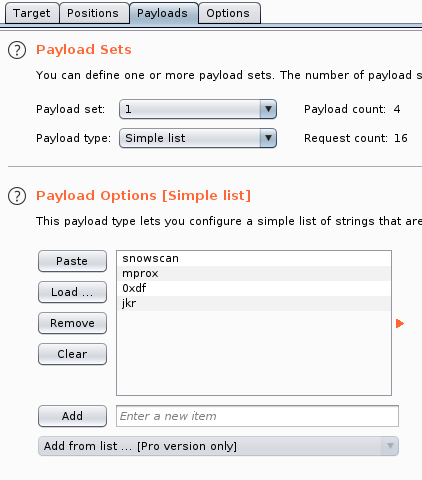 Target Positions Payloads Options
? Payload Sets
You can define one or more payload sets. The number of payload s
Payload set: 1 Payload count: 4
Payload type: Simple list Request count: 16
? Payload Options [Simple list]
This payload type lets you configure a simple list of strings that are
Paste snowscan
mprox
0xdf
Load ... jkr
Remove
Clear
Add Enter a new item
Add from list ... [Pro version only]